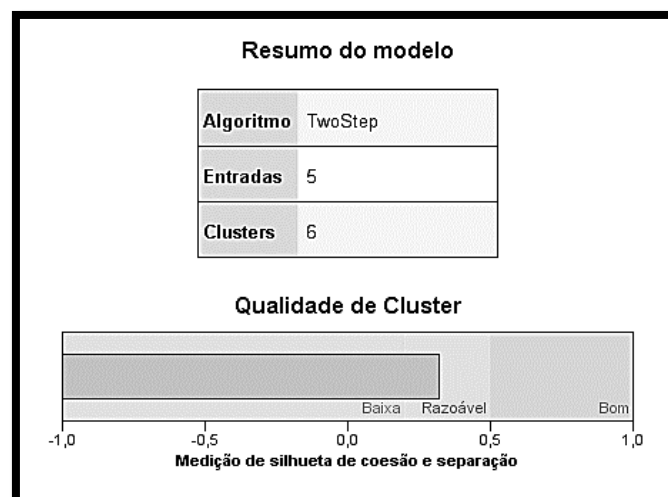 Resumo do modelo
Algoritmo TwoStep
Entradas 5
Clusters 6
Qualidade de Cluster
Baixa Razoável Bom
-1,0 -0,5 0,0 0,5 1,0
Medição de silhueta de coesão e separação